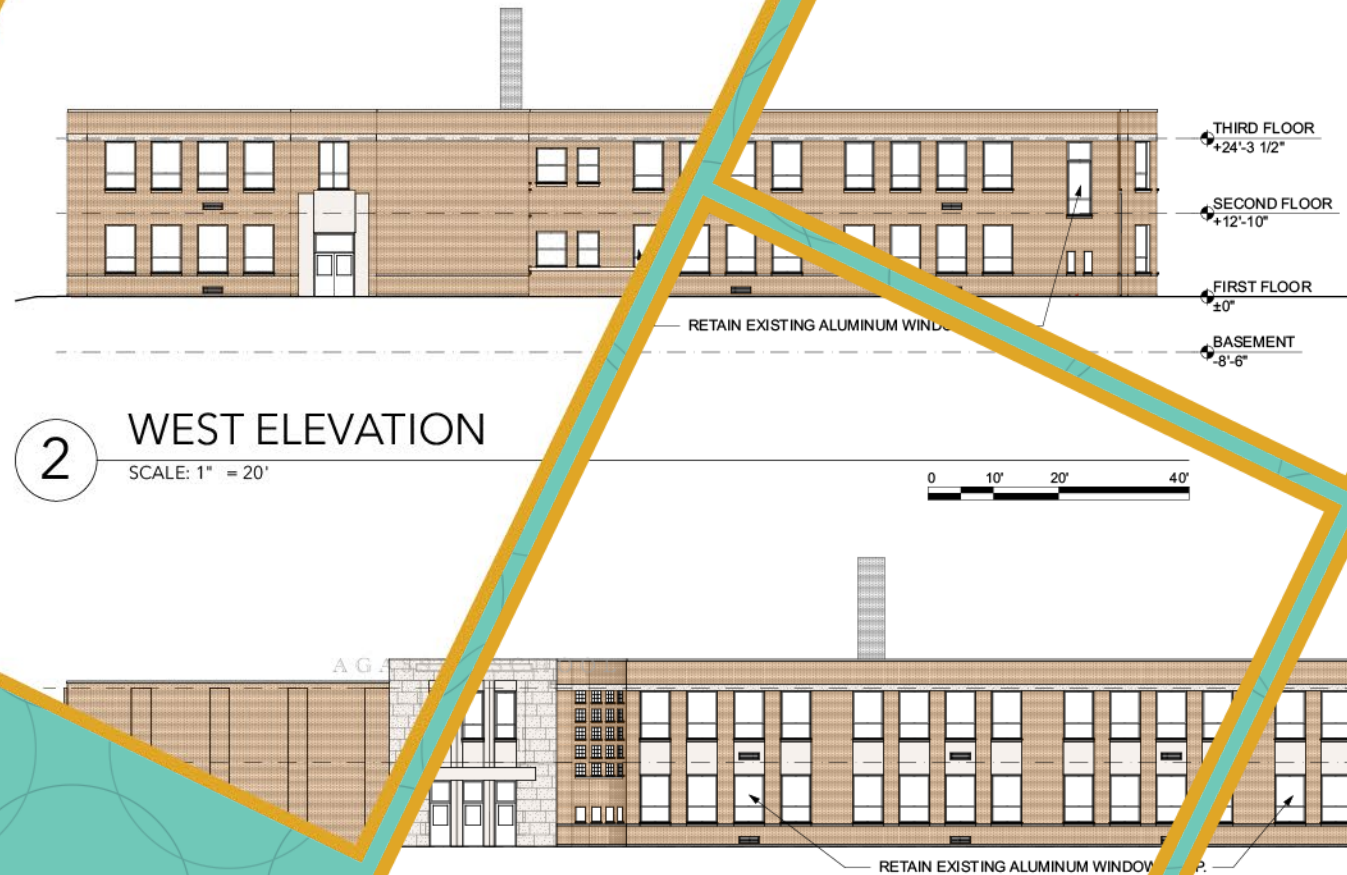 THIRD FLOOR
+24'-3 1/2"
SECOND FLOOR
+12'-10"
FIRST FLOOR
±0"
RETAIN EXISTING ALUMINUM
BASEMENT
-8'-6"
2
WEST ELEVATION
SCALE: 1" = 20'
0 10' 20' 40'
RETAIN EXISTING ALUMINUM WINDOW